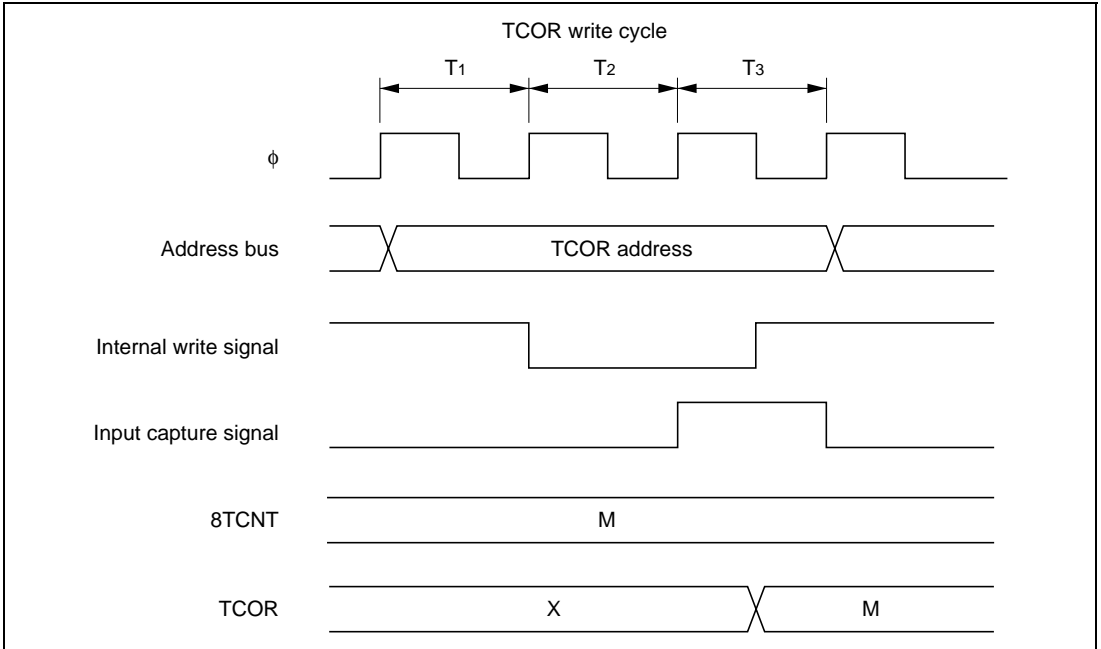 TCOR write cycle
T1 T2 T3
φ
Address bus TCOR address
Internal write signal
Input capture signal
8TCNT M
TCOR X M